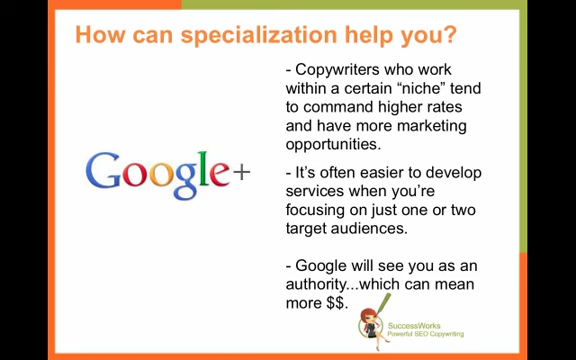 How can specialization help you?
- Copywriters who work
within a certain “niche” tend
to command higher rates
and have more marketing
opportunities.
Google+
- It’s often easier to develop
services when you’re
focusing on just one or two
target audiences.
- Google will see you as an
authority...which can mean
more $$.
SuccessWorks
Powerful SEO Copywriting